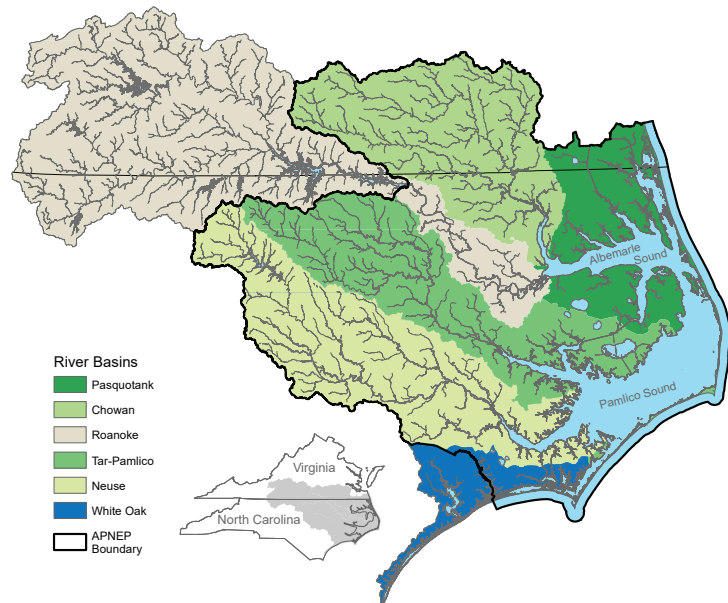 Albemarle
Sound
Pamlico Sound
River Basins
Pasquotank
Chowan
Roanoke
Tar-Pamlico
Neuse
White Oak
APNEP
Boundary
Virginia
North Carolina